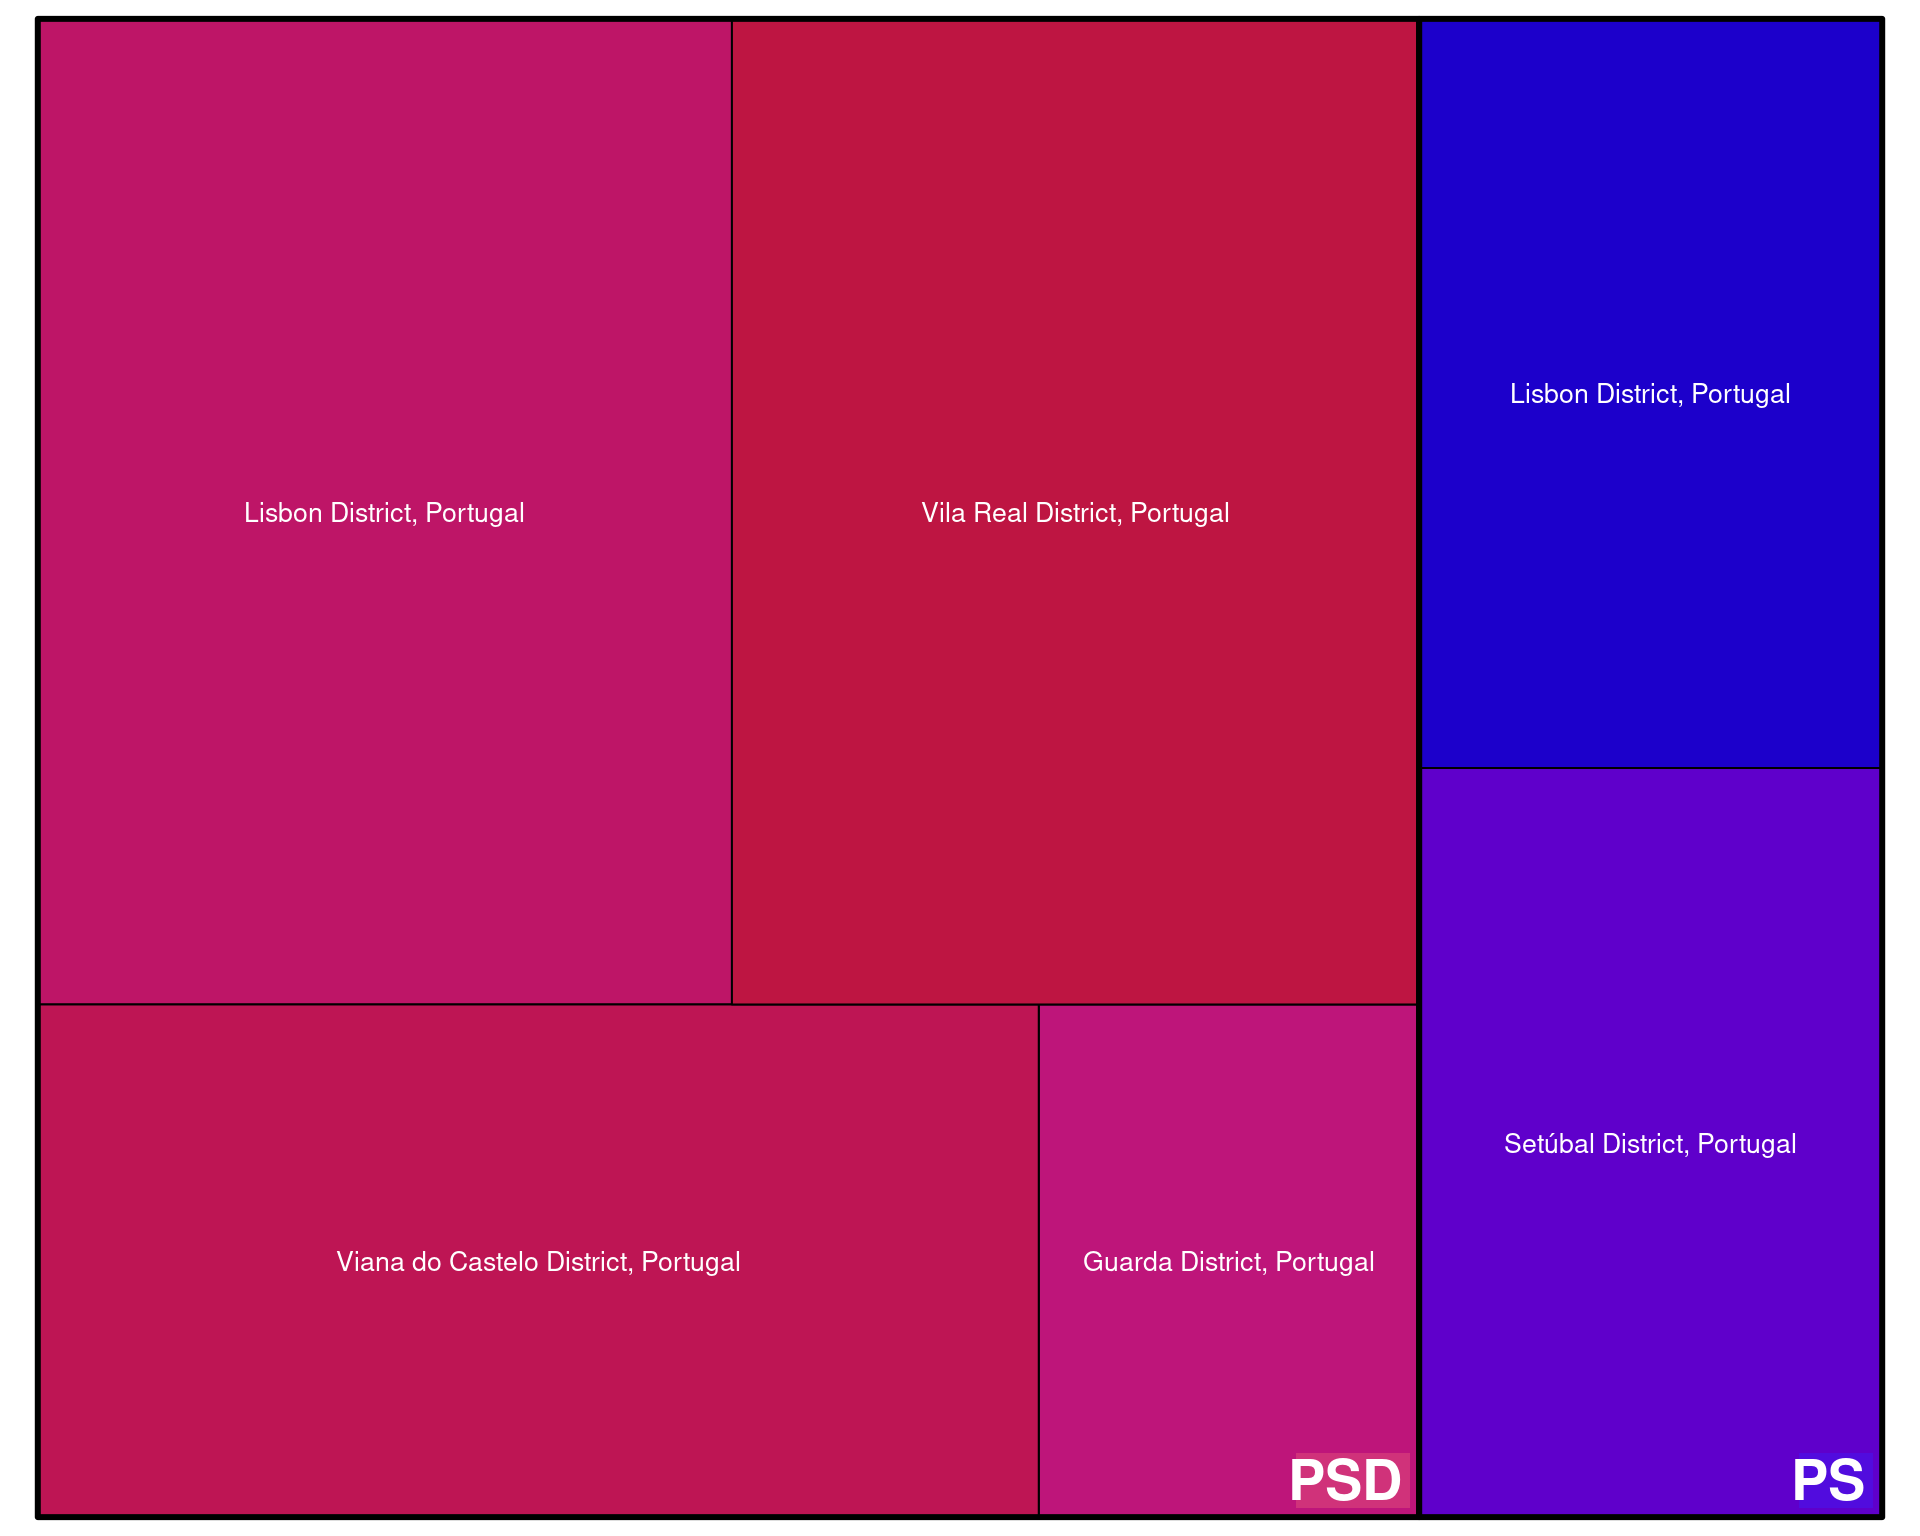 Lisbon District, Portugal
Vila Real District, Portugal
Viana do Castelo District, Portugal
Guarda District, Portugal
PSD
Lisbon District, Portugal
Setúbal District, Portugal
PS